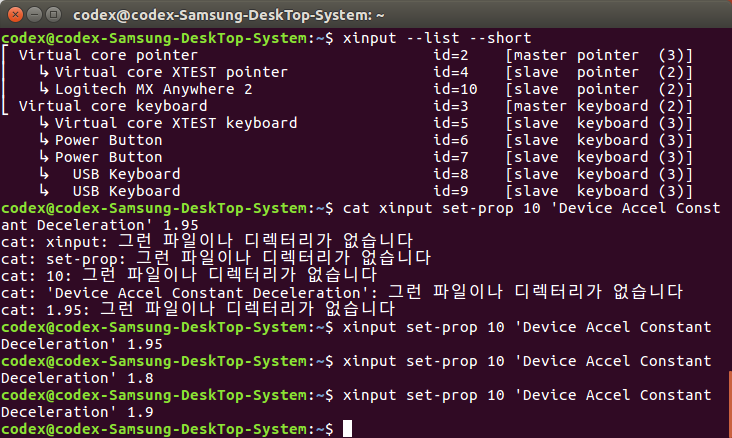 codex@codex-Samsung-DeskTop-System: ~
codex@codex-Samsung-DeskTop-System:~$ xinput --list --short
⎡ Virtual core pointer                          id=2    [master pointer  (3)]
⎜   ↳ Virtual core XTEST pointer                id=4    [slave  pointer  (2)]
⎜   ↳ Logitech MX Anywhere 2                    id=10   [slave  pointer  (2)]
⎣ Virtual core keyboard                         id=3    [master keyboard (2)]
    ↳ Virtual core XTEST keyboard               id=5    [slave  keyboard (3)]
    ↳ Power Button                              id=6    [slave  keyboard (3)]
    ↳ Power Button                              id=7    [slave  keyboard (3)]
    ↳   USB Keyboard                            id=8    [slave  keyboard (3)]
    ↳   USB Keyboard                            id=9    [slave  keyboard (3)]
codex@codex-Samsung-DeskTop-System:~$ cat xinput set-prop 10 'Device Accel Const
ant Deceleration' 1.95
cat: xinput: 그런 파일이나 디렉터리가 없습니다
cat: set-prop: 그런 파일이나 디렉터리가 없습니다
cat: 10: 그런 파일이나 디렉터리가 없습니다
cat: 'Device Accel Constant Deceleration': 그런 파일이나 디렉터리가 없습니다
cat: 1.95: 그런 파일이나 디렉터리가 없습니다
codex@codex-Samsung-DeskTop-System:~$ xinput set-prop 10 'Device Accel Constant
Deceleration' 1.95
codex@codex-Samsung-DeskTop-System:~$ xinput set-prop 10 'Device Accel Constant
Deceleration' 1.8
codex@codex-Samsung-DeskTop-System:~$ xinput set-prop 10 'Device Accel Constant
Deceleration' 1.9
codex@codex-Samsung-DeskTop-System:~$